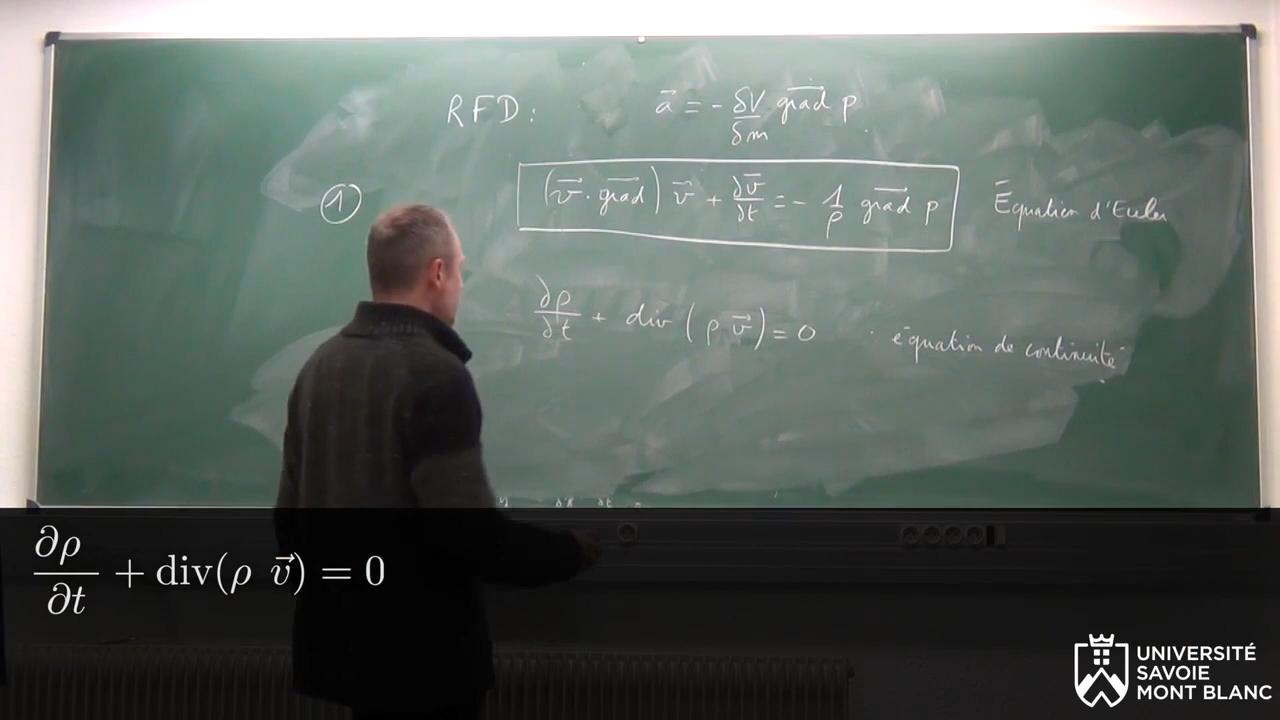 RFD : a⃗ = - δV/δm grad⃗ p
① (v⃗ · grad⃗) v⃗ + ∂v⃗/∂t = - 1/ρ grad⃗ p Equation d'Euler
∂ρ/∂t + div (ρ v⃗) = 0 équation de continuité
∂ρ/∂t + div(ρ v⃗) = 0
UNIVERSITÉ
SAVOIE
MONT BLANC